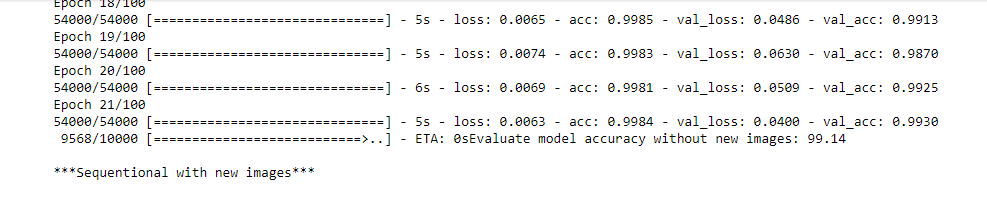 Epoch 18/100
54000/54000 [==============================] - 5s - loss: 0.0065 - acc: 0.9985 - val_loss: 0.0486 - val_acc: 0.9913
Epoch 19/100
54000/54000 [==============================] - 5s - loss: 0.0074 - acc: 0.9983 - val_loss: 0.0630 - val_acc: 0.9870
Epoch 20/100
54000/54000 [==============================] - 6s - loss: 0.0069 - acc: 0.9981 - val_loss: 0.0509 - val_acc: 0.9925
Epoch 21/100
54000/54000 [==============================] - 5s - loss: 0.0063 - acc: 0.9984 - val_loss: 0.0400 - val_acc: 0.9930
9568/10000 [===========================>..] - ETA: 0sEvaluate model accuracy without new images: 99.14
***Sequentional with new images***